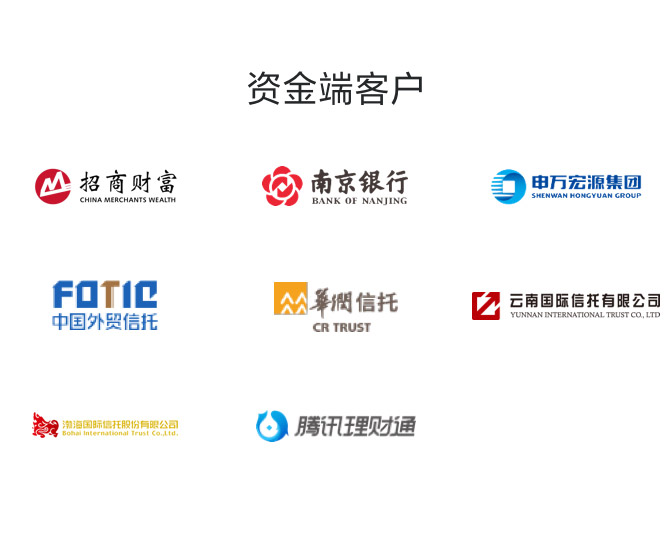 资金端客户
招商财富
CHINA MERCHANTS WEALTH
南京银行
BANK OF NANJING
申万宏源集团
SHENWAN HONGYUAN GROUP
FOTIC
中国外贸信托
華潤信托
CR TRUST
云南国际信托有限公司
YUNNAN INTERNATIONAL TRUST CO., LTD
渤海国际信托股份有限公司
Bohai International Trust Co.,Ltd.
腾讯理财通